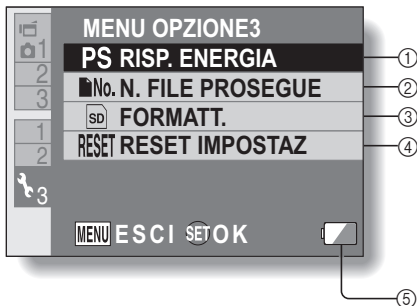 MENU OPZIONE3
PS RISP. ENERGIA ①
No. N. FILE PROSEGUE ②
SD FORMATT. ③
RESET RESET IMPOSTAZ ④
1
2
3
1
2
3
MENU ESCI SET OK
⑤